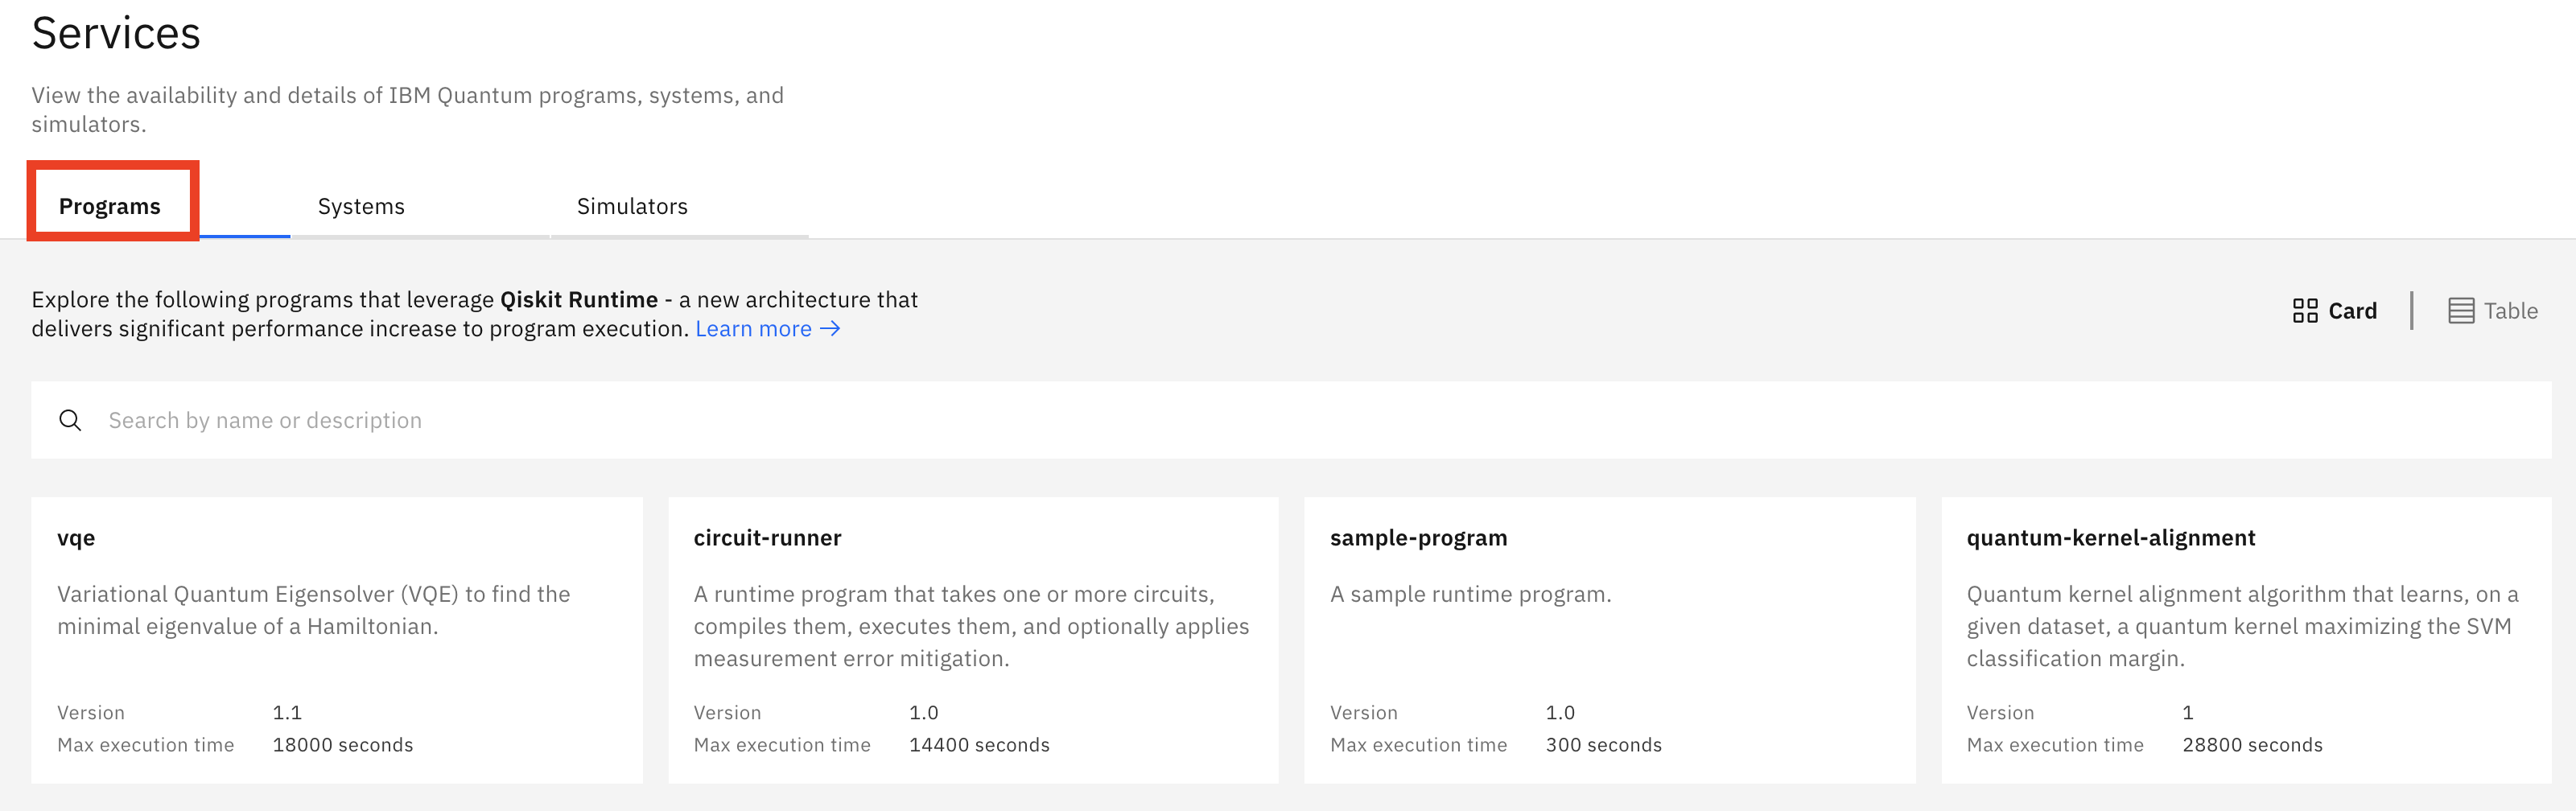 Services
View the availability and details of IBM Quantum programs, systems, and
simulators.
Programs
Systems
Simulators
Explore the following programs that leverage Qiskit Runtime - a new architecture that
delivers significant performance increase to program execution. Learn more →
Card
Table
Search by name or description
vqe
Variational Quantum Eigensolver (VQE) to find the
minimal eigenvalue of a Hamiltonian.
Version 1.1
Max execution time 18000 seconds
circuit-runner
A runtime program that takes one or more circuits,
compiles them, executes them, and optionally applies
measurement error mitigation.
Version 1.0
Max execution time 14400 seconds
sample-program
A sample runtime program.
Version 1.0
Max execution time 300 seconds
quantum-kernel-alignment
Quantum kernel alignment algorithm that learns, on a
given dataset, a quantum kernel maximizing the SVM
classification margin.
Version 1
Max execution time 28800 seconds